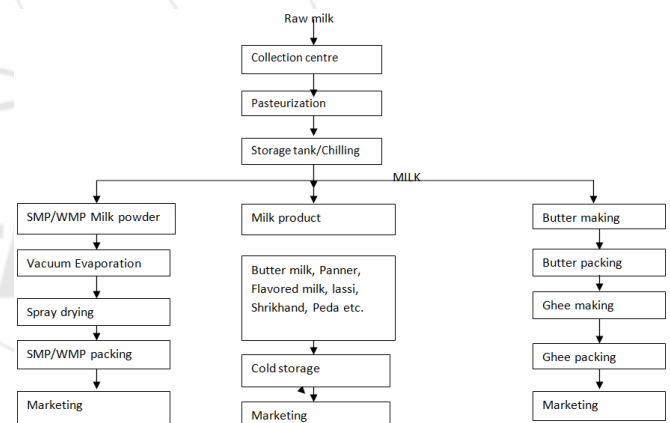 Raw milk
Collection centre
Pasteurization
Storage tank/Chilling
MILK
SMP/WMP Milk powder
Vacuum Evaporation
Spray drying
SMP/WMP packing
Marketing
Milk product
Butter milk, Panner,
Flavored milk, lassi,
Shrikhand, Peda etc.
Cold storage
Marketing
Butter making
Butter packing
Ghee making
Ghee packing
Marketing